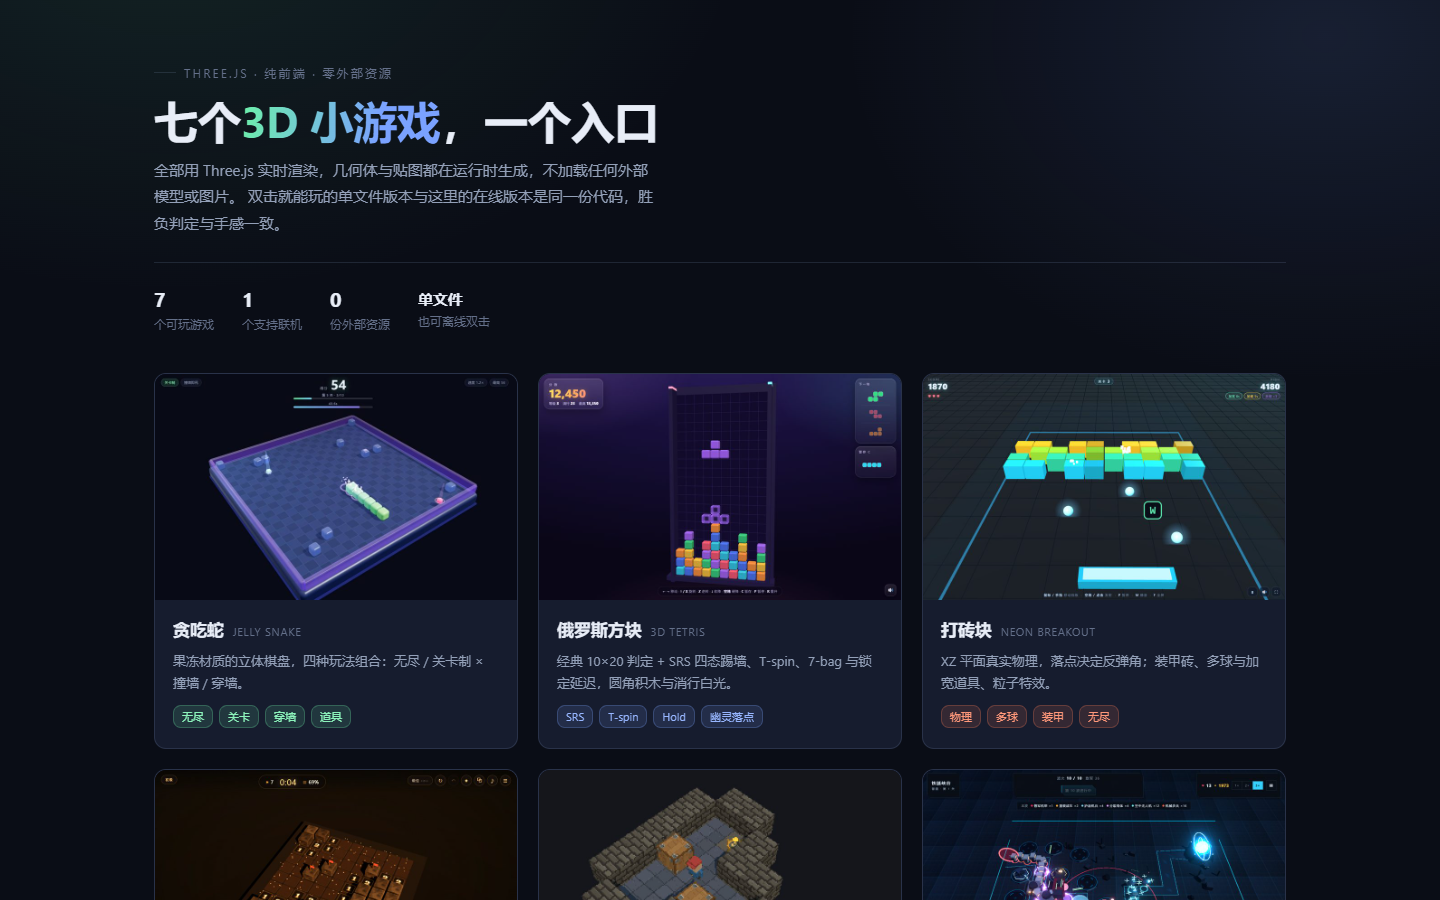 THREE.JS · 纯前端 · 零外部资源
七个3D 小游戏，一个入口
全部用 Three.js 实时渲染，几何体与贴图都在运行时生成，不加载任何外部
模型或图片。 双击就能玩的单文件版本与这里的在线版本是同一份代码，胜
负判定与手感一致。
7
个可玩游戏
1
个支持联机
0
份外部资源
单文件
也可离线双击
54
12,450
1870
4180
W
贪吃蛇 JELLY SNAKE
果冻材质的立体棋盘，四种玩法组合：无尽 / 关卡制 ×
撞墙 / 穿墙。
无尽 关卡 穿墙 道具
俄罗斯方块 3D TETRIS
经典 10×20 判定 + SRS 四态踢墙、T-spin、7-bag 与锁
定延迟，圆角积木与消行白光。
SRS T-spin Hold 幽灵落点
打砖块 NEON BREAKOUT
XZ 平面真实物理，落点决定反弹角；装甲砖、多球与加
宽道具、粒子特效。
物理 多球 装甲 无尽
7 0:04 69%